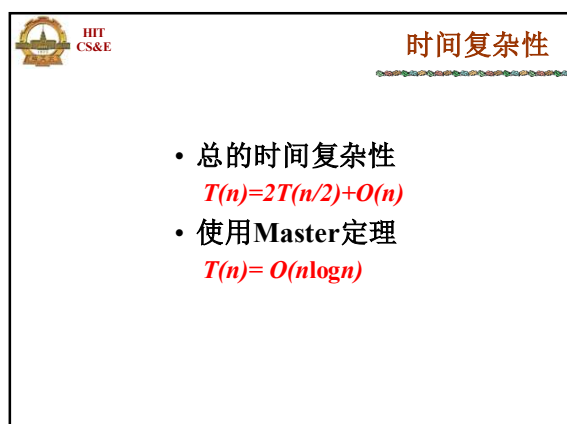 HIT
CS&E
时间复杂性
• 总的时间复杂性
T(n)=2T(n/2)+O(n)
• 使用Master定理
T(n)= O(nlogn)